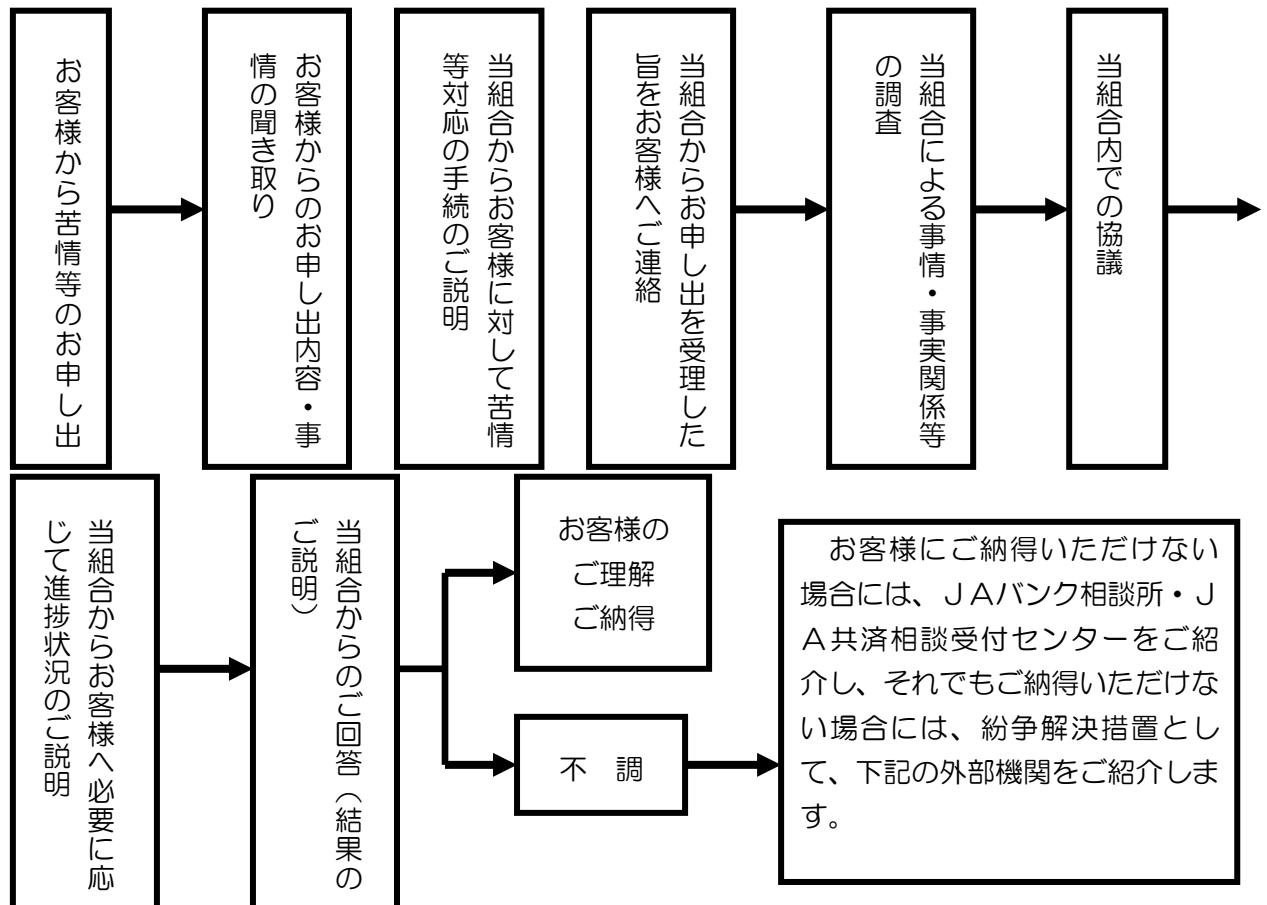 お客様から苦情等のお申し出
お客様からのお申し出内容・事
情の聞き取り
当組合からお客様に対して苦情
等対応の手続のご説明
当組合からお申し出を受理した
旨をお客様へご連絡
当組合による事情・事実関係等
の調査
当組合内での協議
当組合からお客様へ必要に応
じて進捗状況のご説明
当組合からのご回答（結果の
ご説明）
お客様の
ご理解
ご納得
不　調
お客様にご納得いただけない
場合には、ＪＡバンク相談所・Ｊ
Ａ共済相談受付センターをご紹
介し、それでもご納得いただけな
い場合には、紛争解決措置とし
て、下記の外部機関をご紹介しま
す。